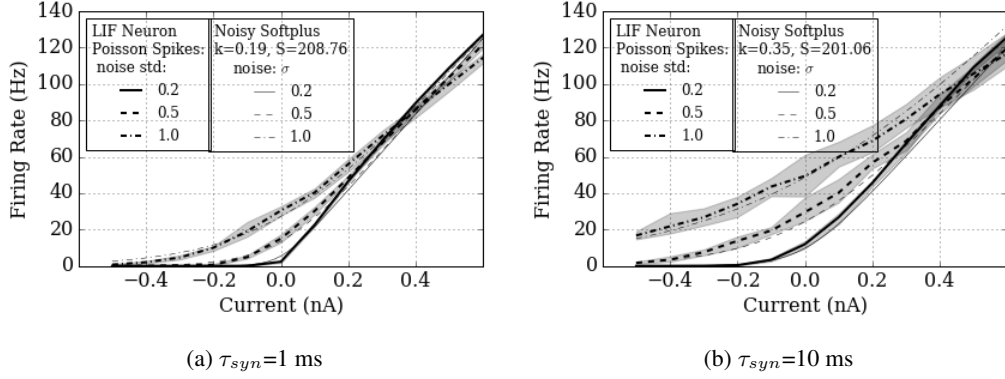 140
120
100
80
60
40
20
0
Firing Rate (Hz)
LIF Neuron
Poisson Spikes:
noise std:
0.2
0.5
1.0
Noisy Softplus
k=0.19, S=208.76
noise: σ
0.2
0.5
1.0
−0.4 −0.2 0.0 0.2 0.4
Current (nA)
(a) τsyn=1 ms
140
120
100
80
60
40
20
0
Firing Rate (Hz)
LIF Neuron
Poisson Spikes:
noise std:
0.2
0.5
1.0
Noisy Softplus
k=0.35, S=201.06
noise: σ
0.2
0.5
1.0
−0.4 −0.2 0.0 0.2 0.4
Current (nA)
(b) τsyn=10 ms